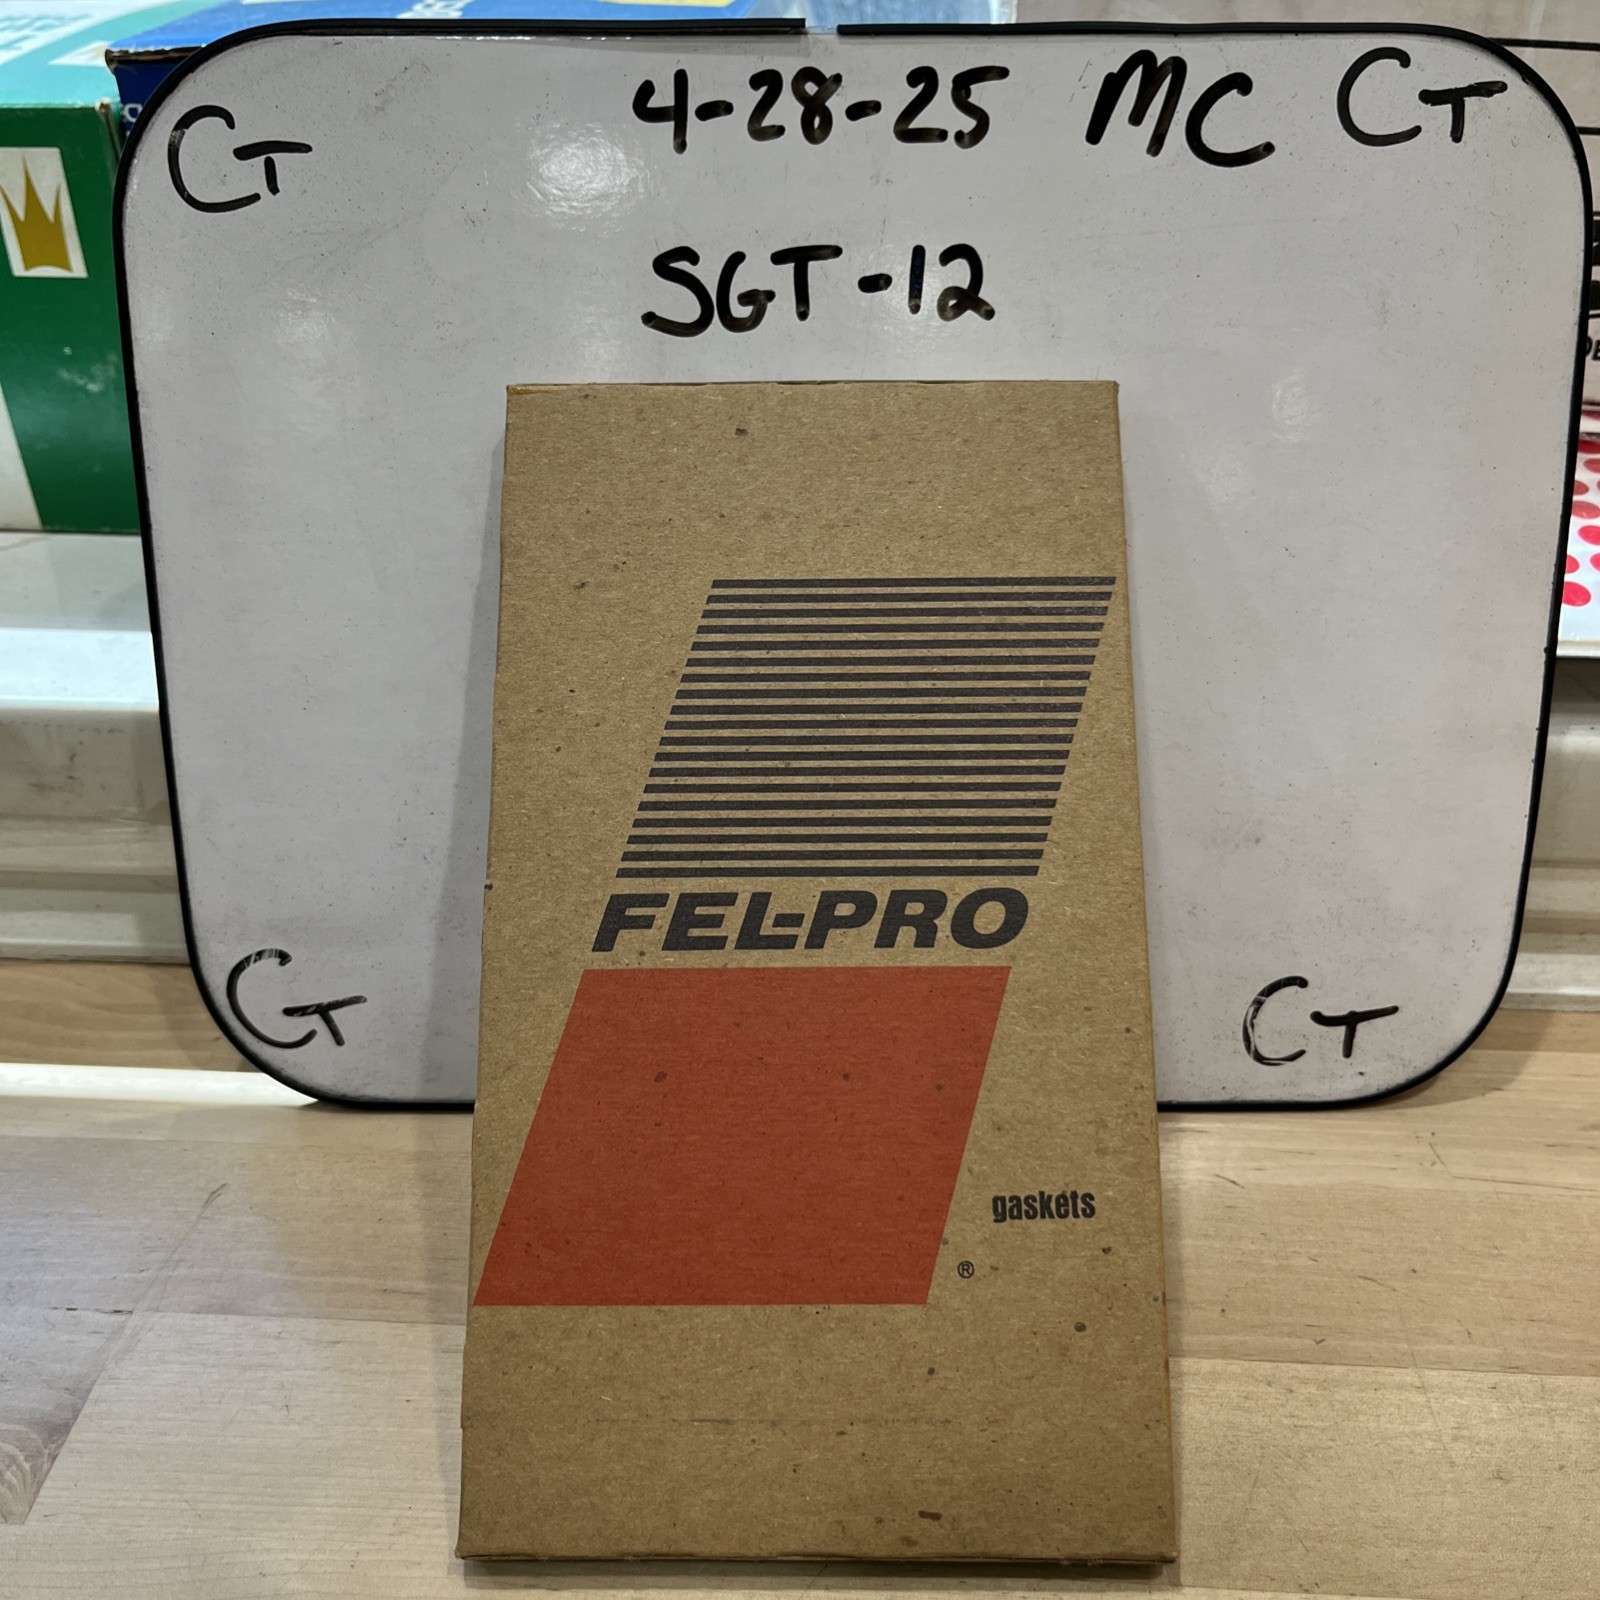 CT 4-28-25 MC CT
SGT-12
FEL-PRO
gaskets
®
CT CT